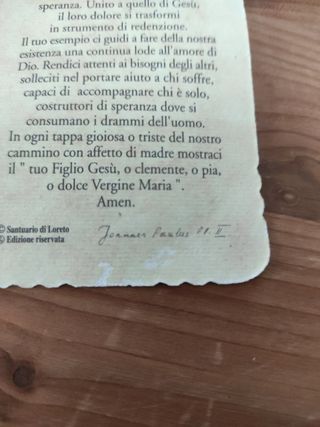 speranza. Unito a quello di Gesù,
il loro dolore si trasformi
in strumento di redenzione.
Il tuo esempio ci guidi a fare della nostra
esistenza una continua lode all'amore di
Dio. Rendici attenti ai bisogni degli altri,
solleciti nel portare aiuto a chi soffre,
capaci di accompagnare chi è solo,
costruttori di speranza dove si
consumano i drammi dell'uomo.
In ogni tappa gioiosa o triste del nostro
cammino con affetto di madre mostraci
il " tuo Figlio Gesù, o clemente, o pia,
o dolce Vergine Maria ".
Amen.
© Santuario di Loreto
© Edizione riservata
Joannes Paulus PP. II